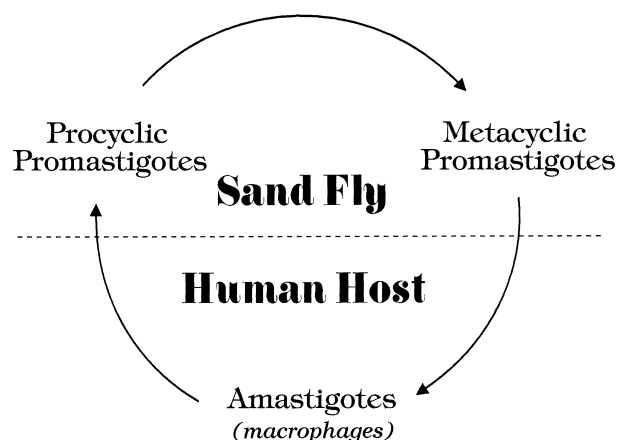 Procyclic
Promastigotes
Metacyclic
Promastigotes
Sand Fly
Human Host
Amastigotes
(macrophages)